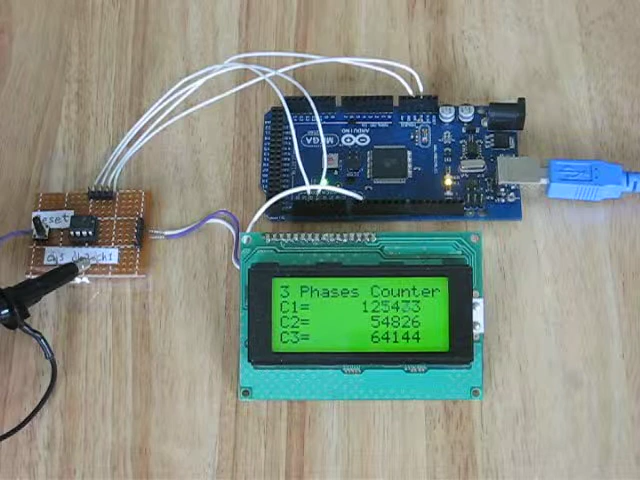 ARDUINO
MEGA
Reset
3 Phases Counter
C1= 125433
C2= 54826
C3= 64144